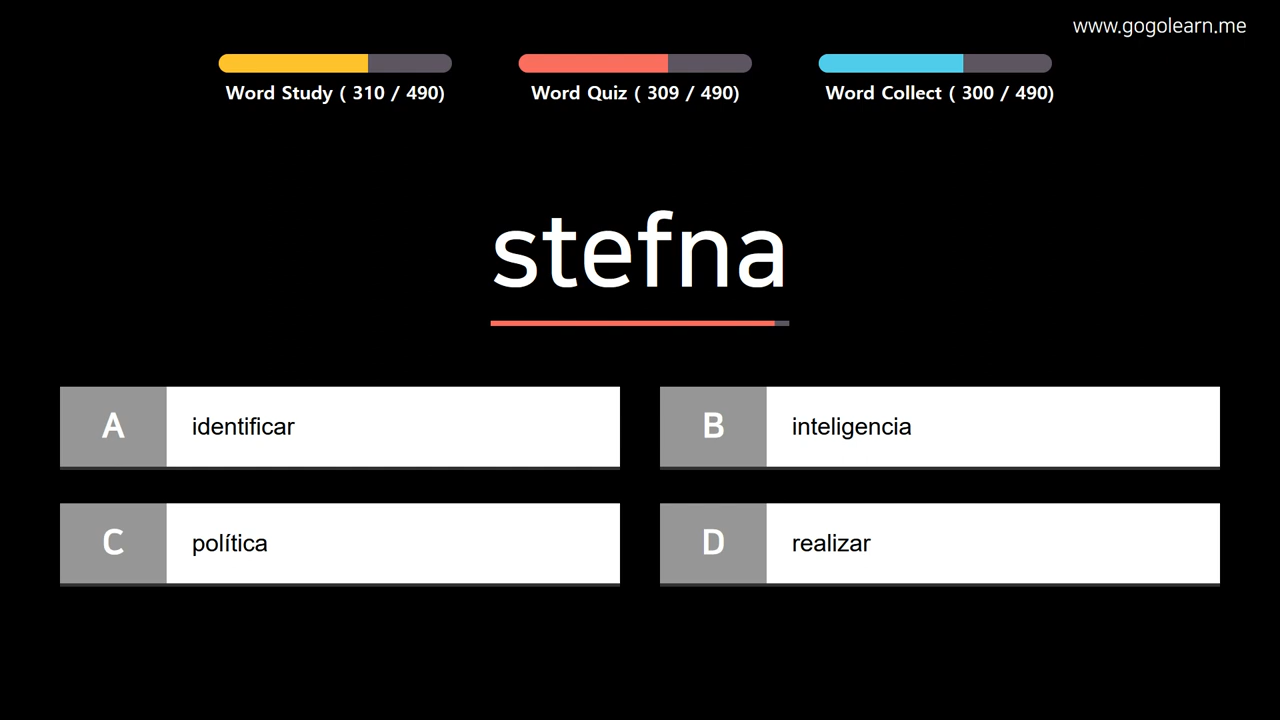 www.gogolearn.me
Word Study ( 310 / 490)
Word Quiz ( 309 / 490)
Word Collect ( 300 / 490)
stefna
A identificar
B inteligencia
C política
D realizar